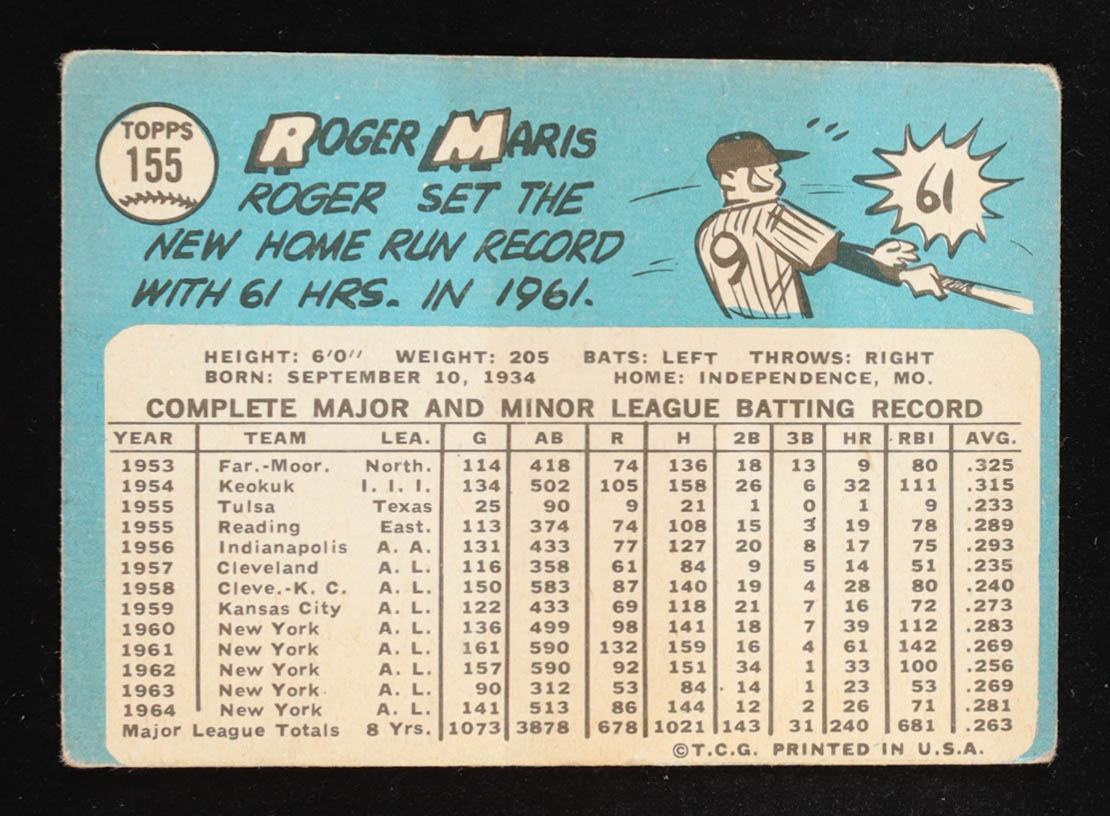 TOPPS
155
ROGER MARIS
ROGER SET THE
NEW HOME RUN RECORD
WITH 61 HRS. IN 1961.
9
61
HEIGHT: 6'0" WEIGHT: 205 BATS: LEFT THROWS: RIGHT
BORN: SEPTEMBER 10, 1934 HOME: INDEPENDENCE, MO.
COMPLETE MAJOR AND MINOR LEAGUE BATTING RECORD
YEAR TEAM LEA. G AB R H 2B 3B HR RBI AVG.
1953 Far.-Moor. North. 114 418 74 136 18 13 9 80 .325
1954 Keokuk I. I. I. 134 502 105 158 26 6 32 111 .315
1955 Tulsa Texas 25 90 9 21 1 0 1 9 .233
1955 Reading East. 113 374 74 108 15 3 19 78 .289
1956 Indianapolis A. A. 131 433 77 127 20 8 17 75 .293
1957 Cleveland A. L. 116 358 61 84 9 5 14 51 .235
1958 Cleve.-K. C. A. L. 150 583 87 140 19 4 28 80 .240
1959 Kansas City A. L. 122 433 69 118 21 7 16 72 .273
1960 New York A. L. 136 499 98 141 18 7 39 112 .283
1961 New York A. L. 161 590 132 159 16 4 61 142 .269
1962 New York A. L. 157 590 92 151 34 1 33 100 .256
1963 New York A. L. 90 312 53 84 14 1 23 53 .269
1964 New York A. L. 141 513 86 144 12 2 26 71 .281
Major League Totals 8 Yrs. 1073 3878 678 1021 143 31 240 681 .263
©T.C.G. PRINTED IN U.S.A.